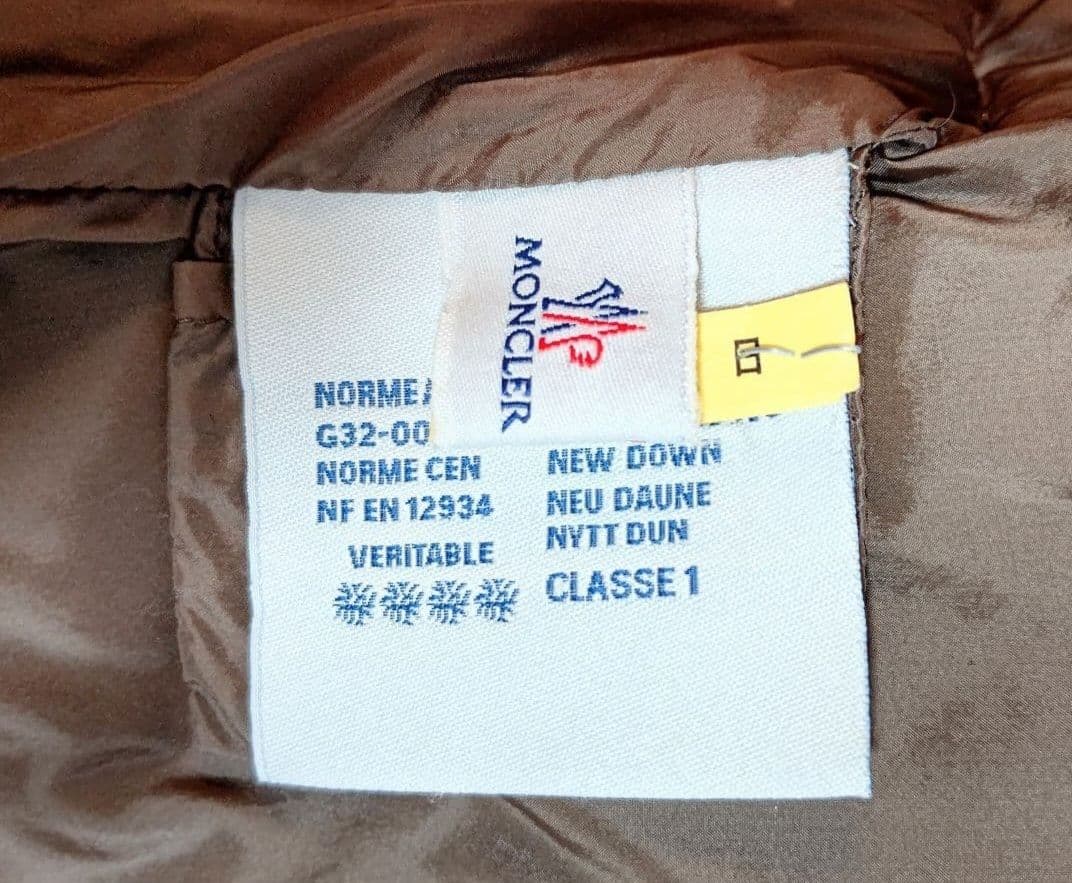 MONCLER
NORME
G32-00
NORME CEN
NF EN 12934
VERITABLE
NEW DOWN
NEU DAUNE
NYTT DUN
CLASSE 1